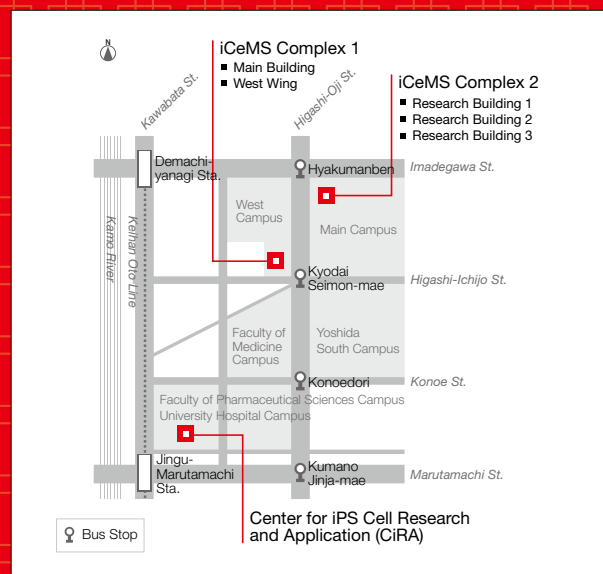 N
iCeMS Complex 1
Main Building
West Wing
iCeMS Complex 2
Research Building 1
Research Building 2
Research Building 3
Kawabata St.
Higashi-Oji St.
Demachi-
yanagi Sta.
Hyakumanben
Imadegawa St.
West
Campus
Main Campus
Kamo River
Keihan Oto Line
Kyodai
Seimon-mae
Higashi-Ichijo St.
Faculty of
Medicine
Campus
Yoshida
South Campus
Konoedori
Konoe St.
Faculty of Pharmaceutical Sciences Campus
University Hospital Campus
Jingu-
Marutamachi
Sta.
Kumano
Jinja-mae
Marutamachi St.
Center for iPS Cell Research
and Application (CiRA)
Bus Stop